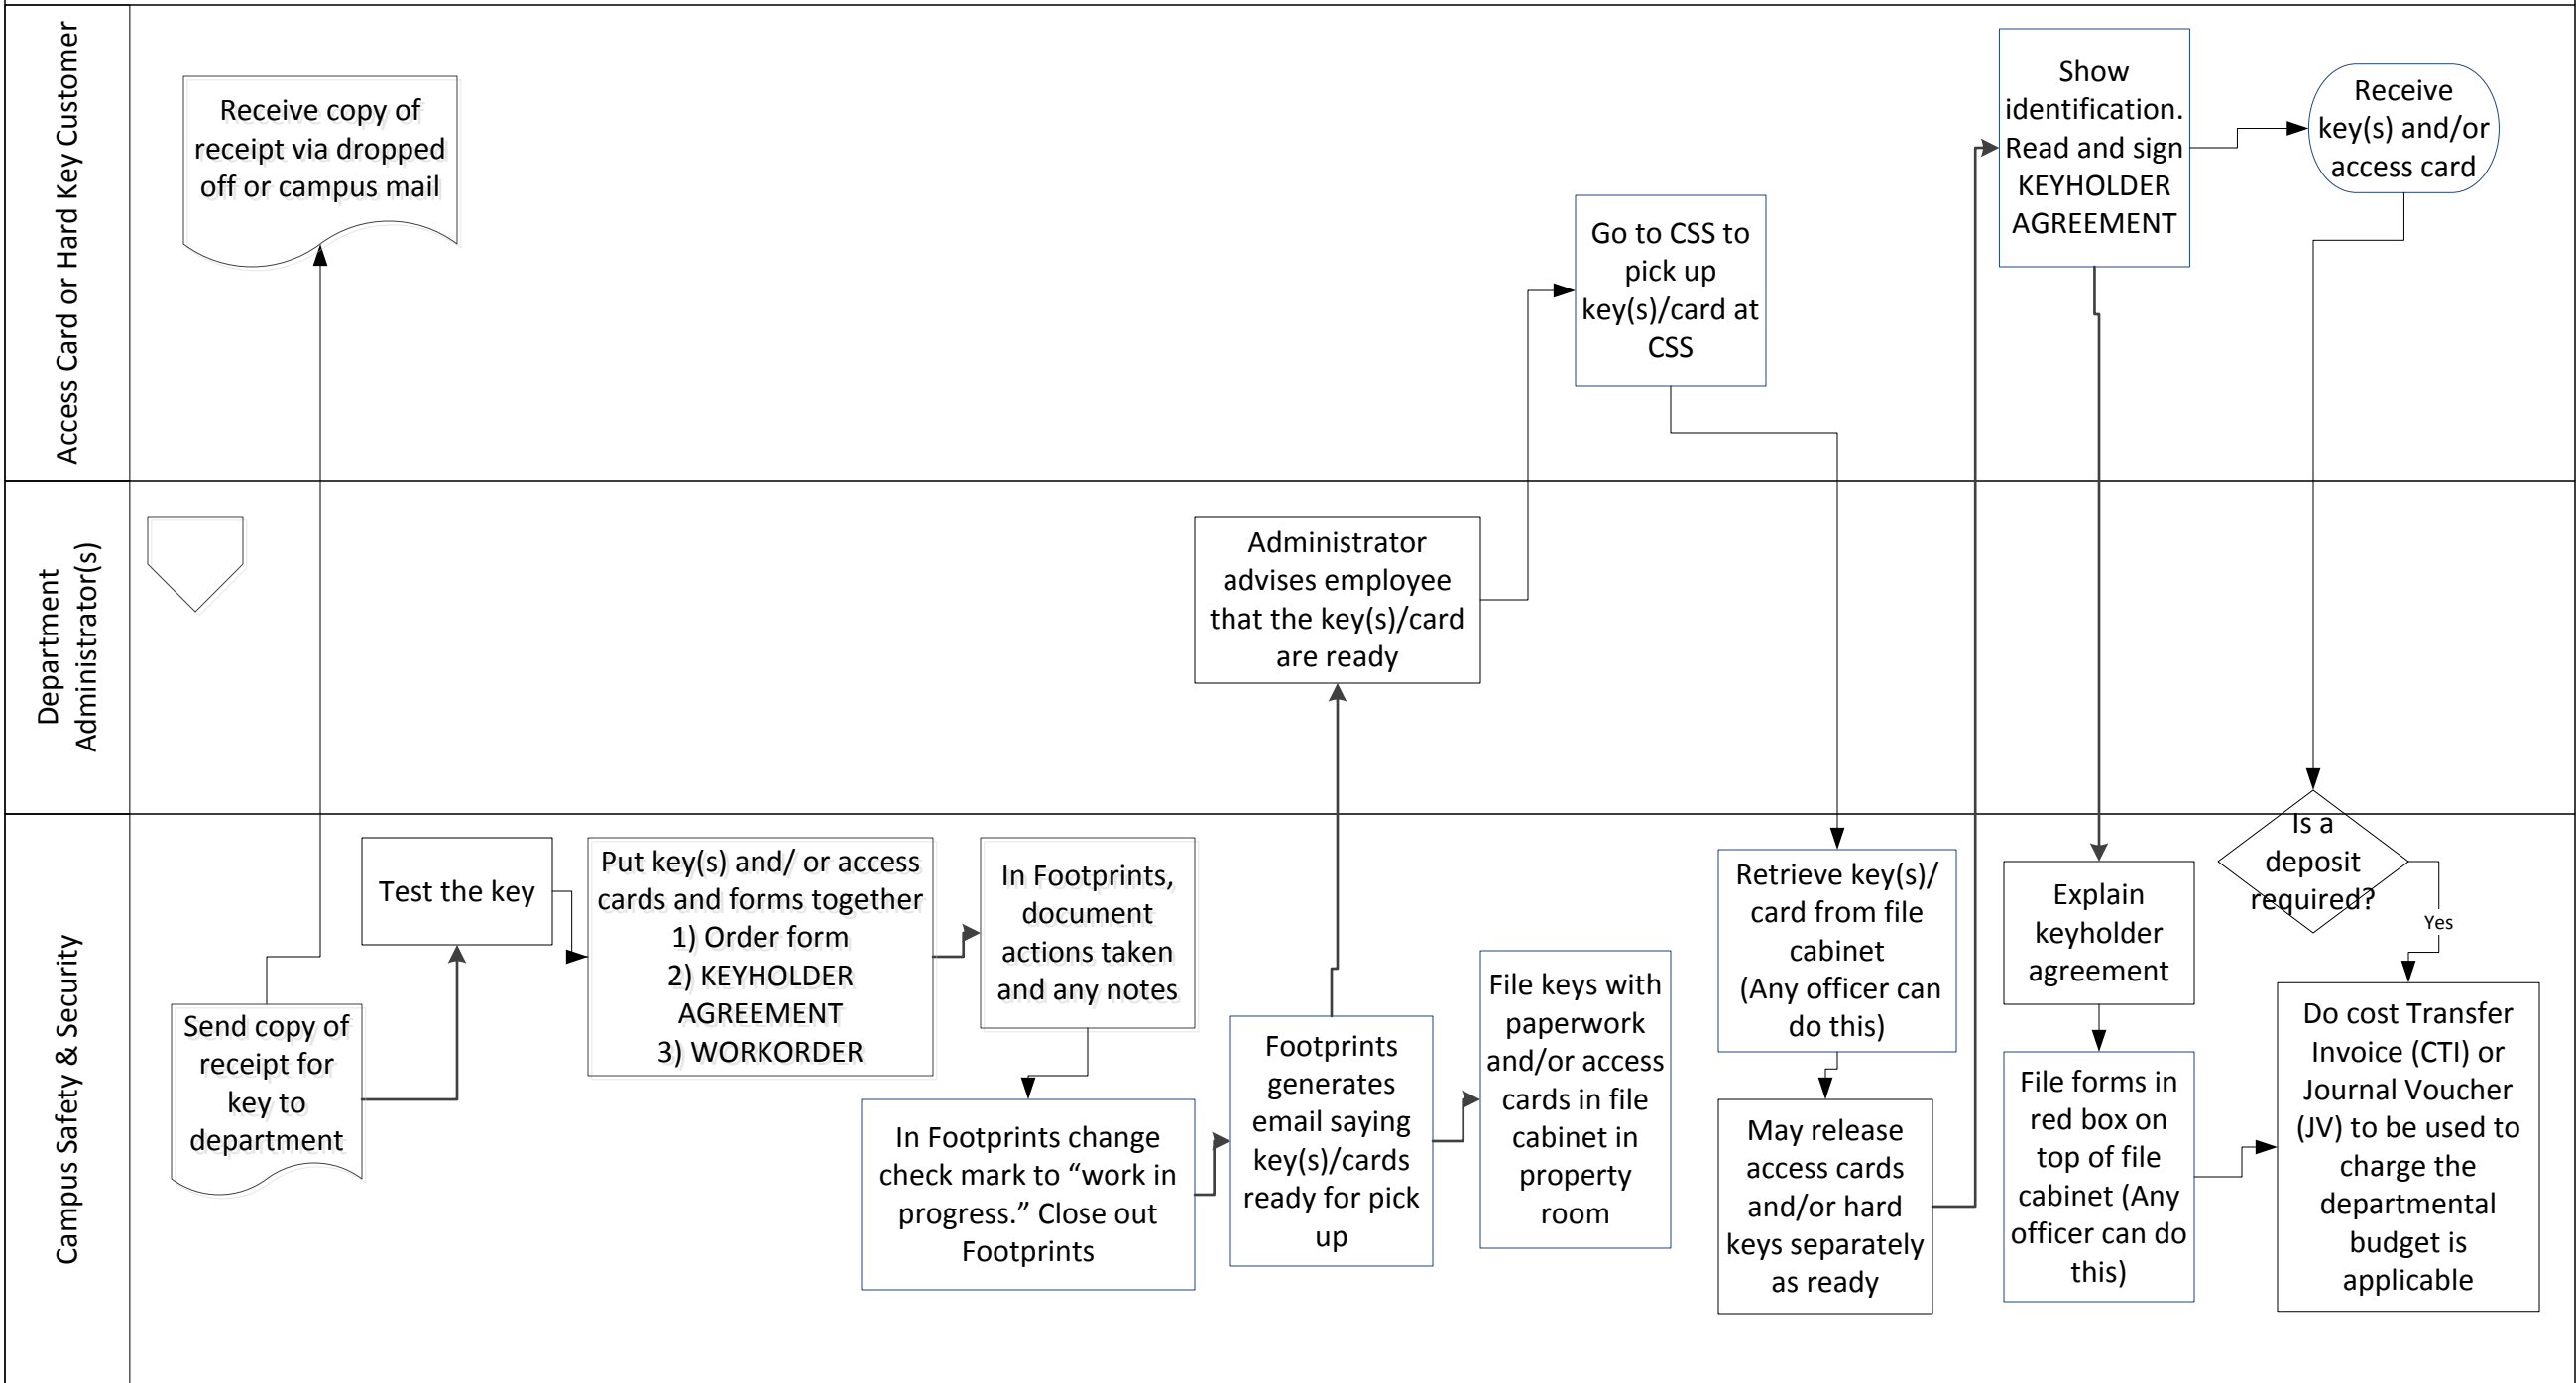 Access Card or Hard Key Customer
Receive copy of
receipt via dropped
off or campus mail
Go to CSS to
pick up
key(s)/card at
CSS
Show
identification.
Read and sign
KEYHOLDER
AGREEMENT
Receive
key(s) and/or
access card
Department
Administrator(s)
Administrator
advises employee
that the key(s)/card
are ready
Campus Safety & Security
Send copy of
receipt for
key to
department
Test the key
Put key(s) and/ or access
cards and forms together
1) Order form
2) KEYHOLDER
AGREEMENT
3) WORKORDER
In Footprints,
document
actions taken
and any notes
In Footprints change
check mark to “work in
progress.” Close out
Footprints
Footprints
generates
email saying
key(s)/cards
ready for pick
up
File keys with
paperwork
and/or access
cards in file
cabinet in
property
room
Retrieve key(s)/
card from file
cabinet
(Any officer can
do this)
May release
access cards
and/or hard
keys separately
as ready
Explain
keyholder
agreement
File forms in
red box on
top of file
cabinet (Any
officer can do
this)
Is a
deposit
required?
Yes
Do cost Transfer
Invoice (CTI) or
Journal Voucher
(JV) to be used to
charge the
departmental
budget is
applicable